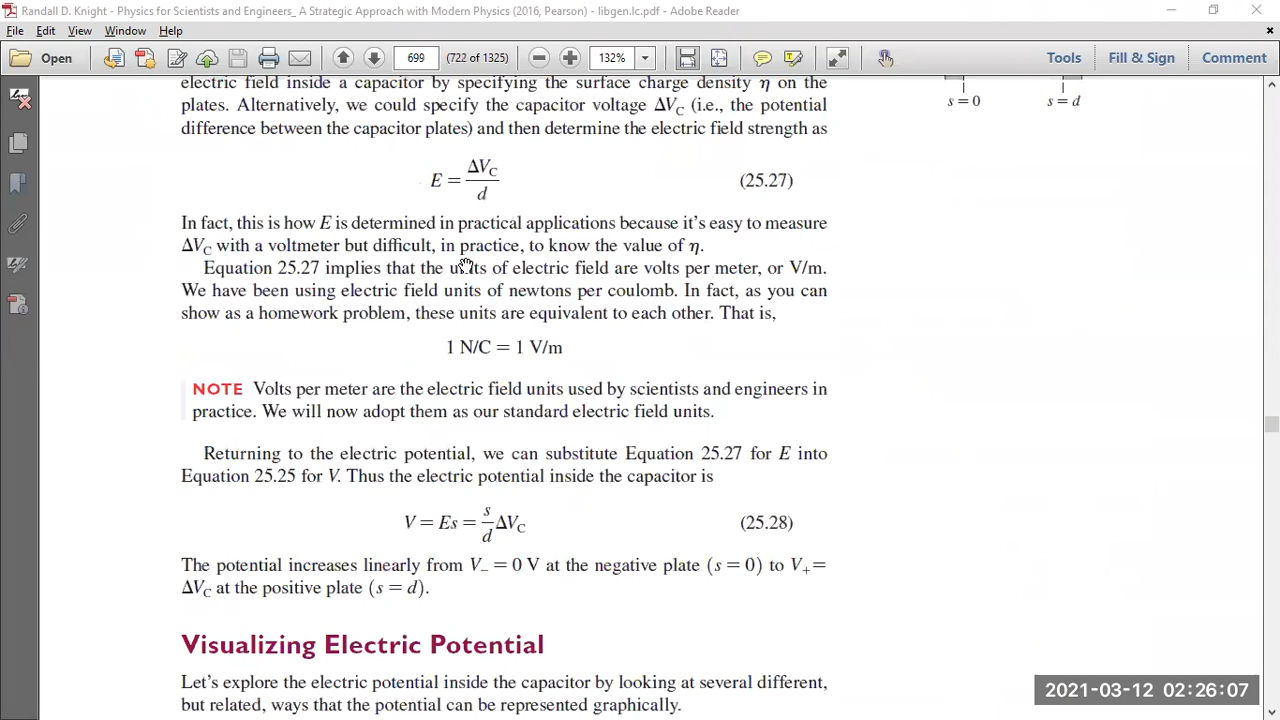 Randall D. Knight - Physics for Scientists and Engineers_ A Strategic Approach with Modern Physics (2016, Pearson) - libgen.lc.pdf - Adobe Reader
File Edit View Window Help
Open 699 (722 of 1325) 132% Tools Fill & Sign Comment
electric field inside a capacitor by specifying the surface charge density η on the
plates. Alternatively, we could specify the capacitor voltage ΔV_C (i.e., the potential
difference between the capacitor plates) and then determine the electric field strength as
s = 0 s = d
E = ΔV_C / d (25.27)
In fact, this is how E is determined in practical applications because it's easy to measure
ΔV_C with a voltmeter but difficult, in practice, to know the value of η.
Equation 25.27 implies that the units of electric field are volts per meter, or V/m.
We have been using electric field units of newtons per coulomb. In fact, as you can
show as a homework problem, these units are equivalent to each other. That is,
1 N/C = 1 V/m
NOTE Volts per meter are the electric field units used by scientists and engineers in
practice. We will now adopt them as our standard electric field units.
Returning to the electric potential, we can substitute Equation 25.27 for E into
Equation 25.25 for V. Thus the electric potential inside the capacitor is
V = Es = s/d ΔV_C (25.28)
The potential increases linearly from V_− = 0 V at the negative plate (s = 0) to V_+ =
ΔV_C at the positive plate (s = d).
Visualizing Electric Potential
Let's explore the electric potential inside the capacitor by looking at several different,
but related, ways that the potential can be represented graphically.
2021-03-12 02:26:07